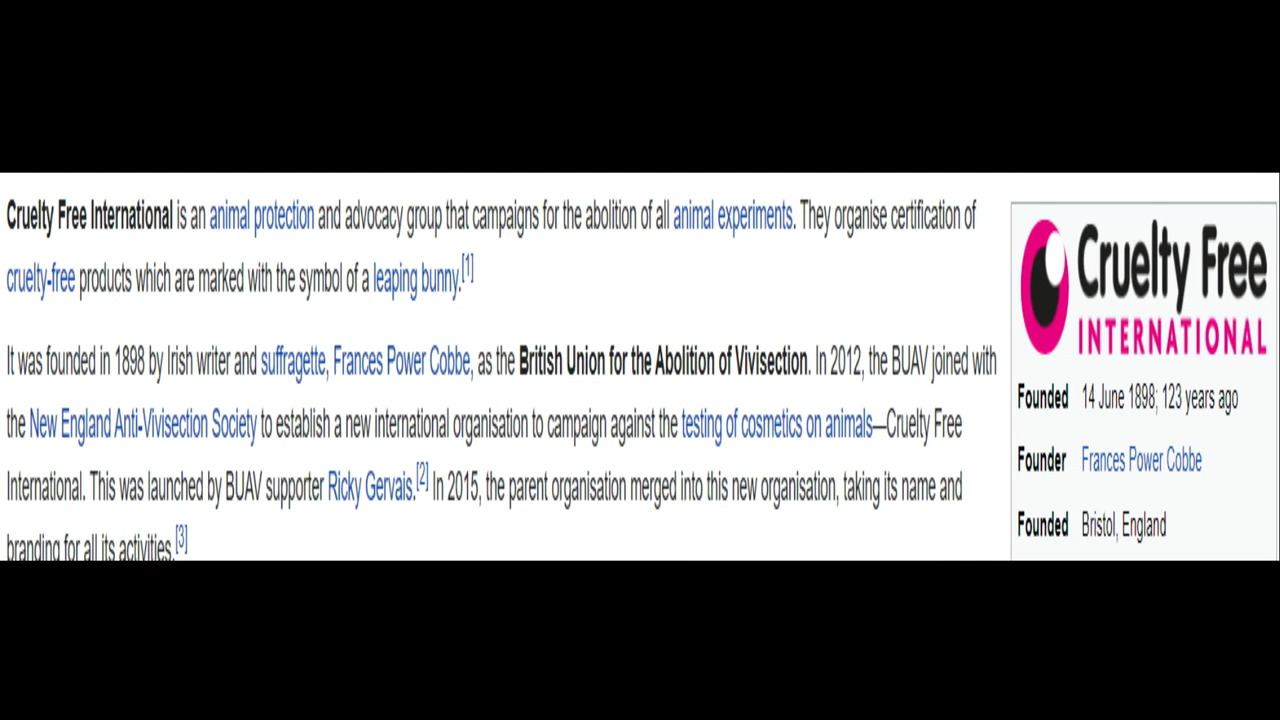 Cruelty Free International is an animal protection and advocacy group that campaigns for the abolition of all animal experiments. They organise certification of
cruelty-free products which are marked with the symbol of a leaping bunny.[1]
It was founded in 1898 by Irish writer and suffragette, Frances Power Cobbe, as the British Union for the Abolition of Vivisection. In 2012, the BUAV joined with
the New England Anti-Vivisection Society to establish a new international organisation to campaign against the testing of cosmetics on animals—Cruelty Free
International. This was launched by BUAV supporter Ricky Gervais.[2] In 2015, the parent organisation merged into this new organisation, taking its name and
branding for all its activities.[3]
Cruelty Free
INTERNATIONAL
Founded 14 June 1898; 123 years ago
Founder Frances Power Cobbe
Founded Bristol, England